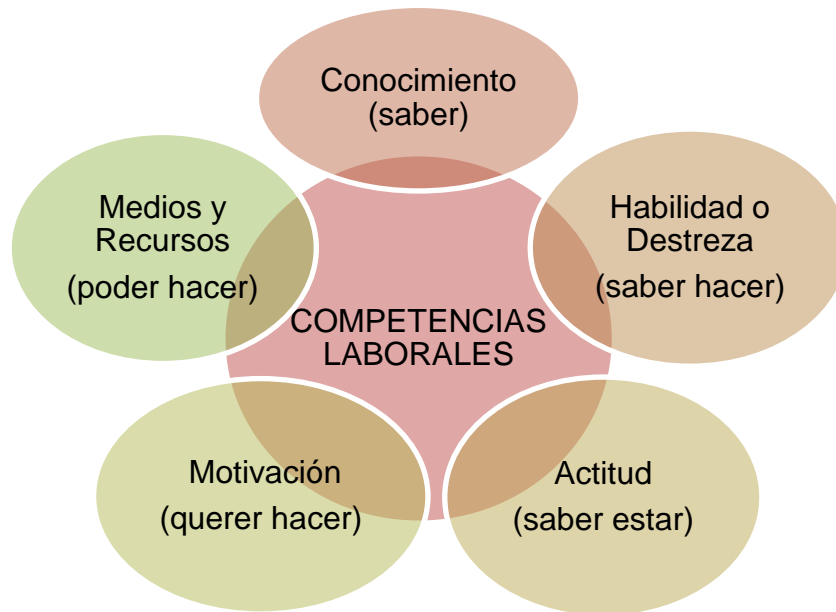 Conocimiento
(saber)
Medios y
Recursos
(poder hacer)
Habilidad o
Destreza
(saber hacer)
COMPETENCIAS
LABORALES
Motivación
(querer hacer)
Actitud
(saber estar)